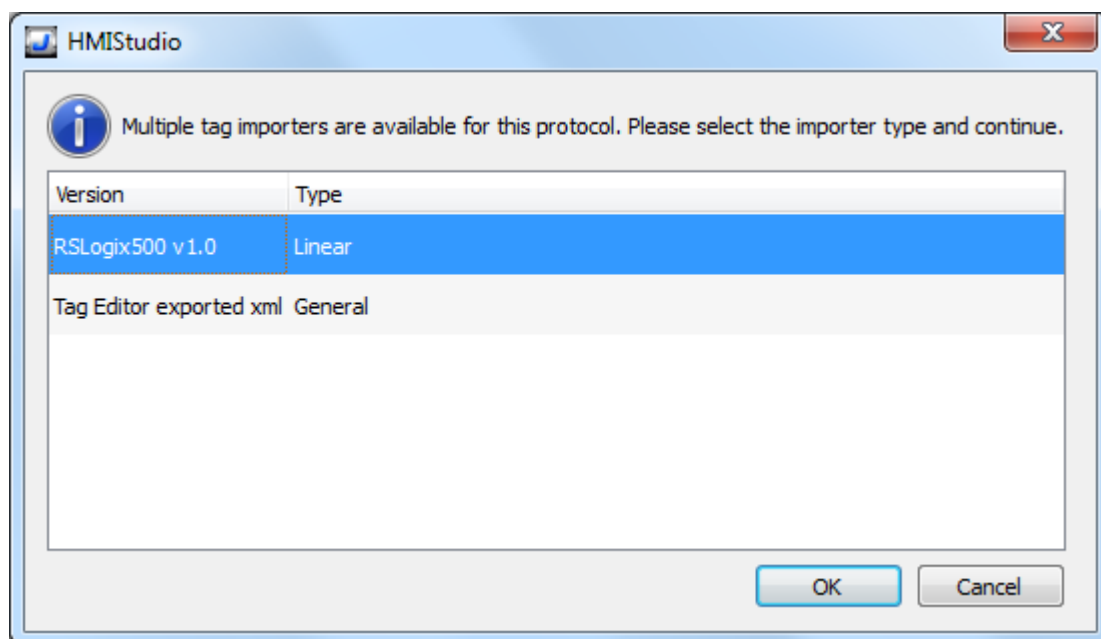 HMIStudio
Multiple tag importers are available for this protocol. Please select the importer type and continue.
Version Type
RSLogix500 v1.0 Linear
Tag Editor exported xml General
OK Cancel